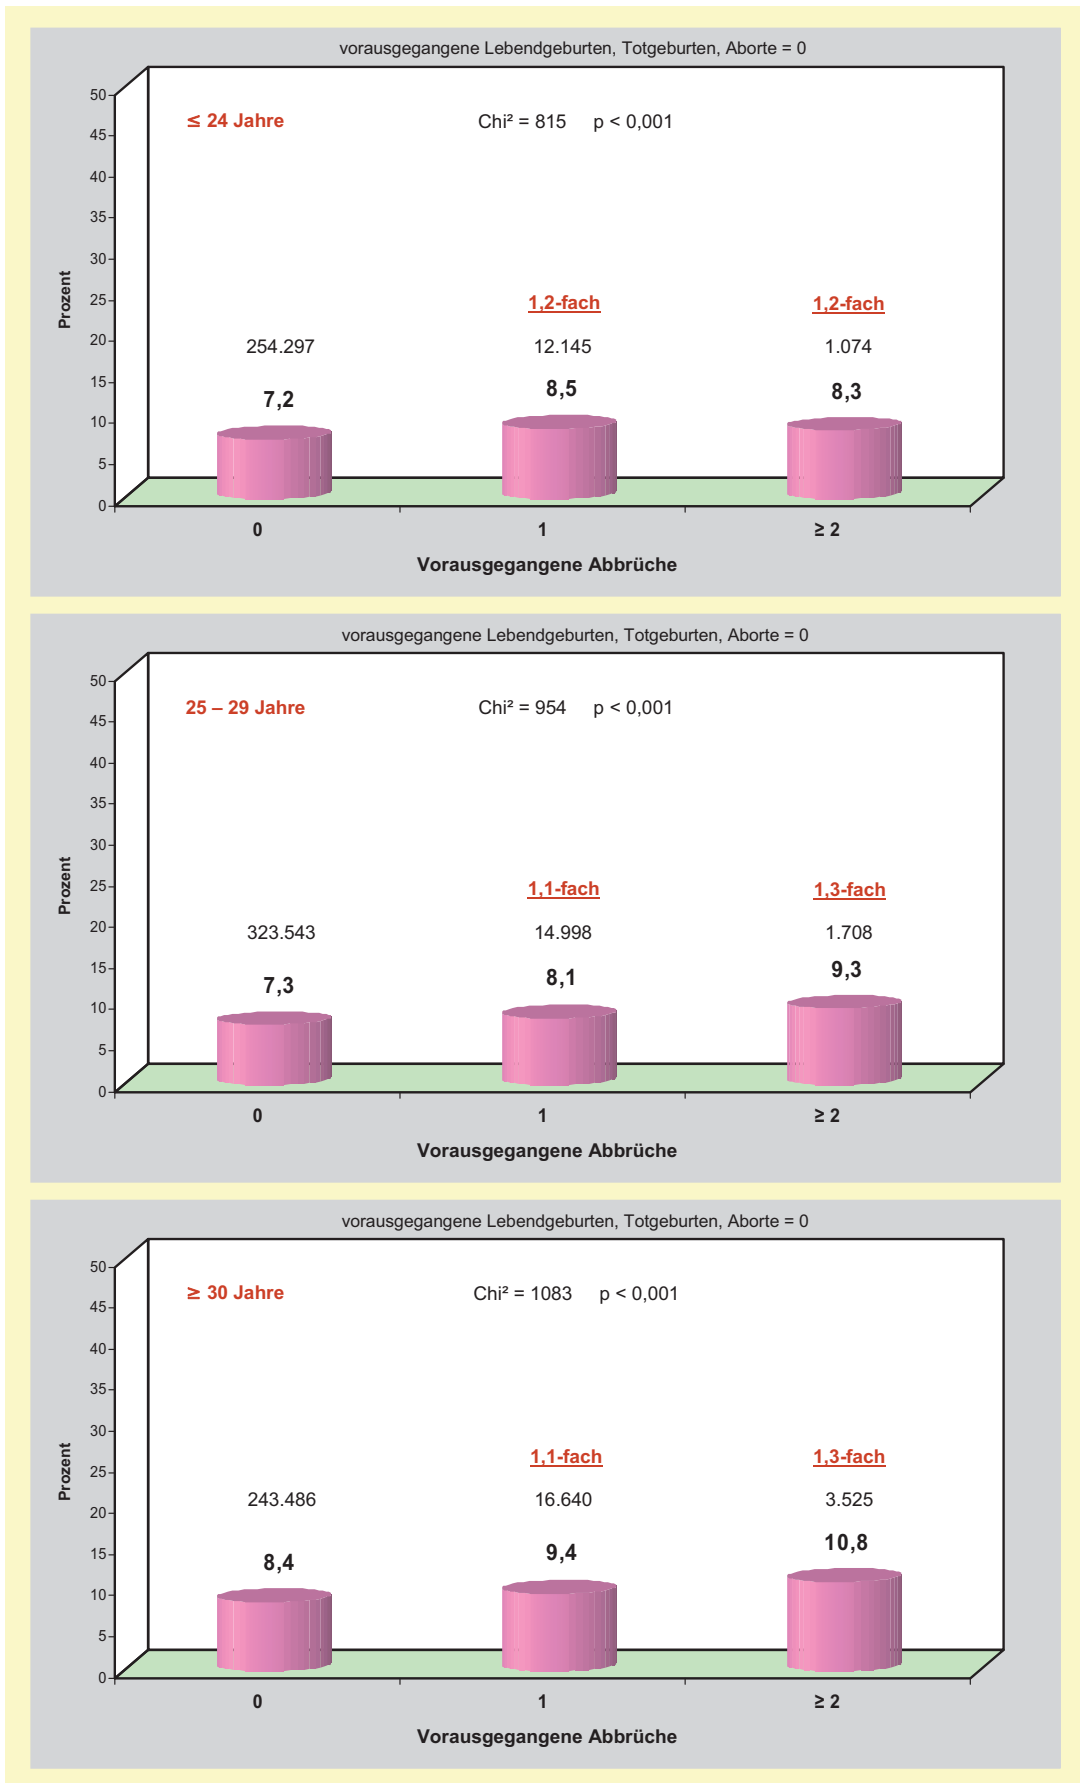 vorausgegangene Lebendgeburten, Totgeburten, Aborte = 0
≤ 24 Jahre Chi² = 815 p < 0,001
50
45
40
35
30
25
20
15
10
5
0
Prozent
1,2-fach 1,2-fach
254.297 12.145 1.074
7,2 8,5 8,3
0 1 ≥ 2
Vorausgegangene Abbrüche
vorausgegangene Lebendgeburten, Totgeburten, Aborte = 0
25 – 29 Jahre Chi² = 954 p < 0,001
50
45
40
35
30
25
20
15
10
5
0
Prozent
1,1-fach 1,3-fach
323.543 14.998 1.708
7,3 8,1 9,3
0 1 ≥ 2
Vorausgegangene Abbrüche
vorausgegangene Lebendgeburten, Totgeburten, Aborte = 0
≥ 30 Jahre Chi² = 1083 p < 0,001
50
45
40
35
30
25
20
15
10
5
0
Prozent
1,1-fach 1,3-fach
243.486 16.640 3.525
8,4 9,4 10,8
0 1 ≥ 2
Vorausgegangene Abbrüche